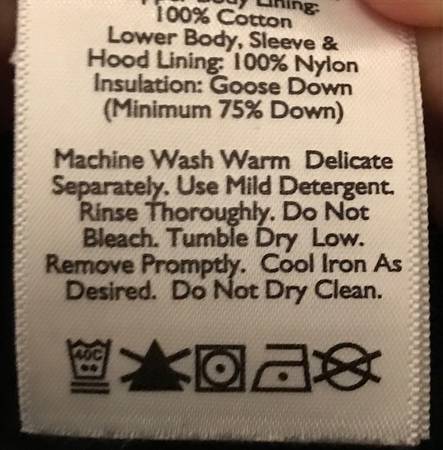 Lining:
100% Cotton
Lower Body, Sleeve &
Hood Lining: 100% Nylon
Insulation: Goose Down
(Minimum 75% Down)
Machine Wash Warm Delicate
Separately. Use Mild Detergent.
Rinse Thoroughly. Do Not
Bleach. Tumble Dry Low.
Remove Promptly. Cool Iron As
Desired. Do Not Dry Clean.
40C